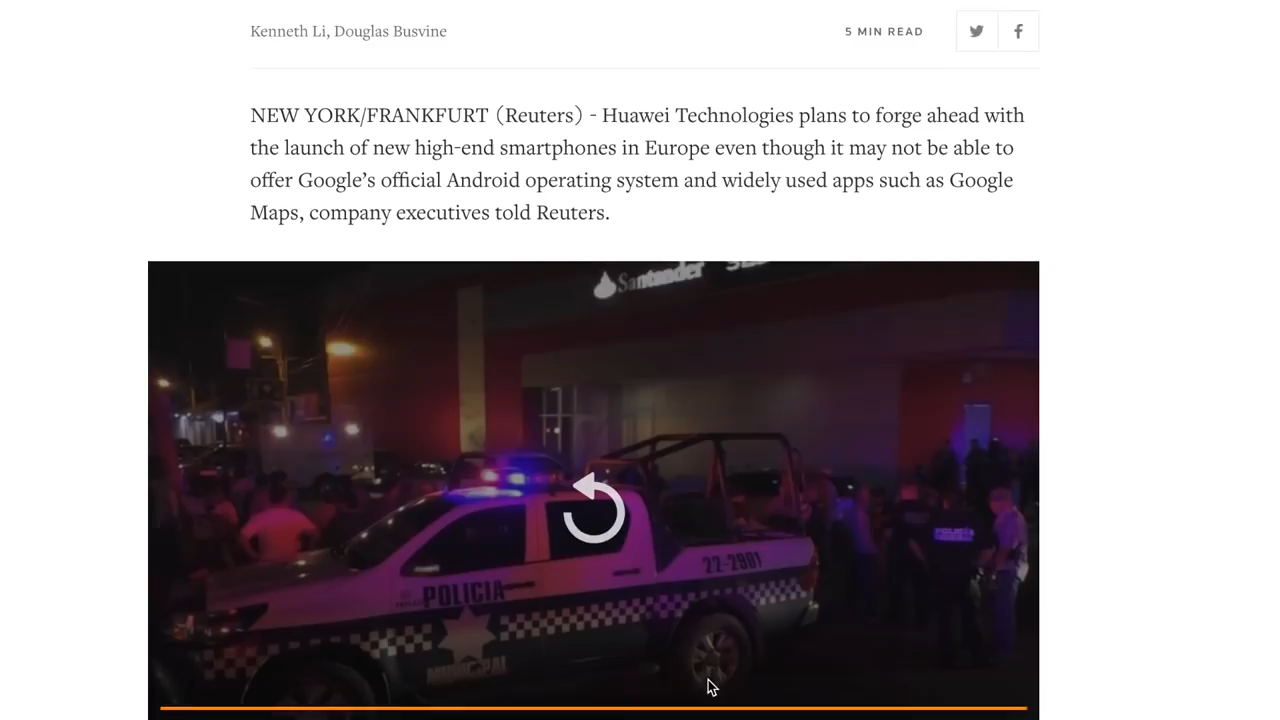 Kenneth Li, Douglas Busvine
5 MIN READ
NEW YORK/FRANKFURT (Reuters) - Huawei Technologies plans to forge ahead with
the launch of new high-end smartphones in Europe even though it may not be able to
offer Google’s official Android operating system and widely used apps such as Google
Maps, company executives told Reuters.
Santander
22-2981
POLICIA
POLICIA